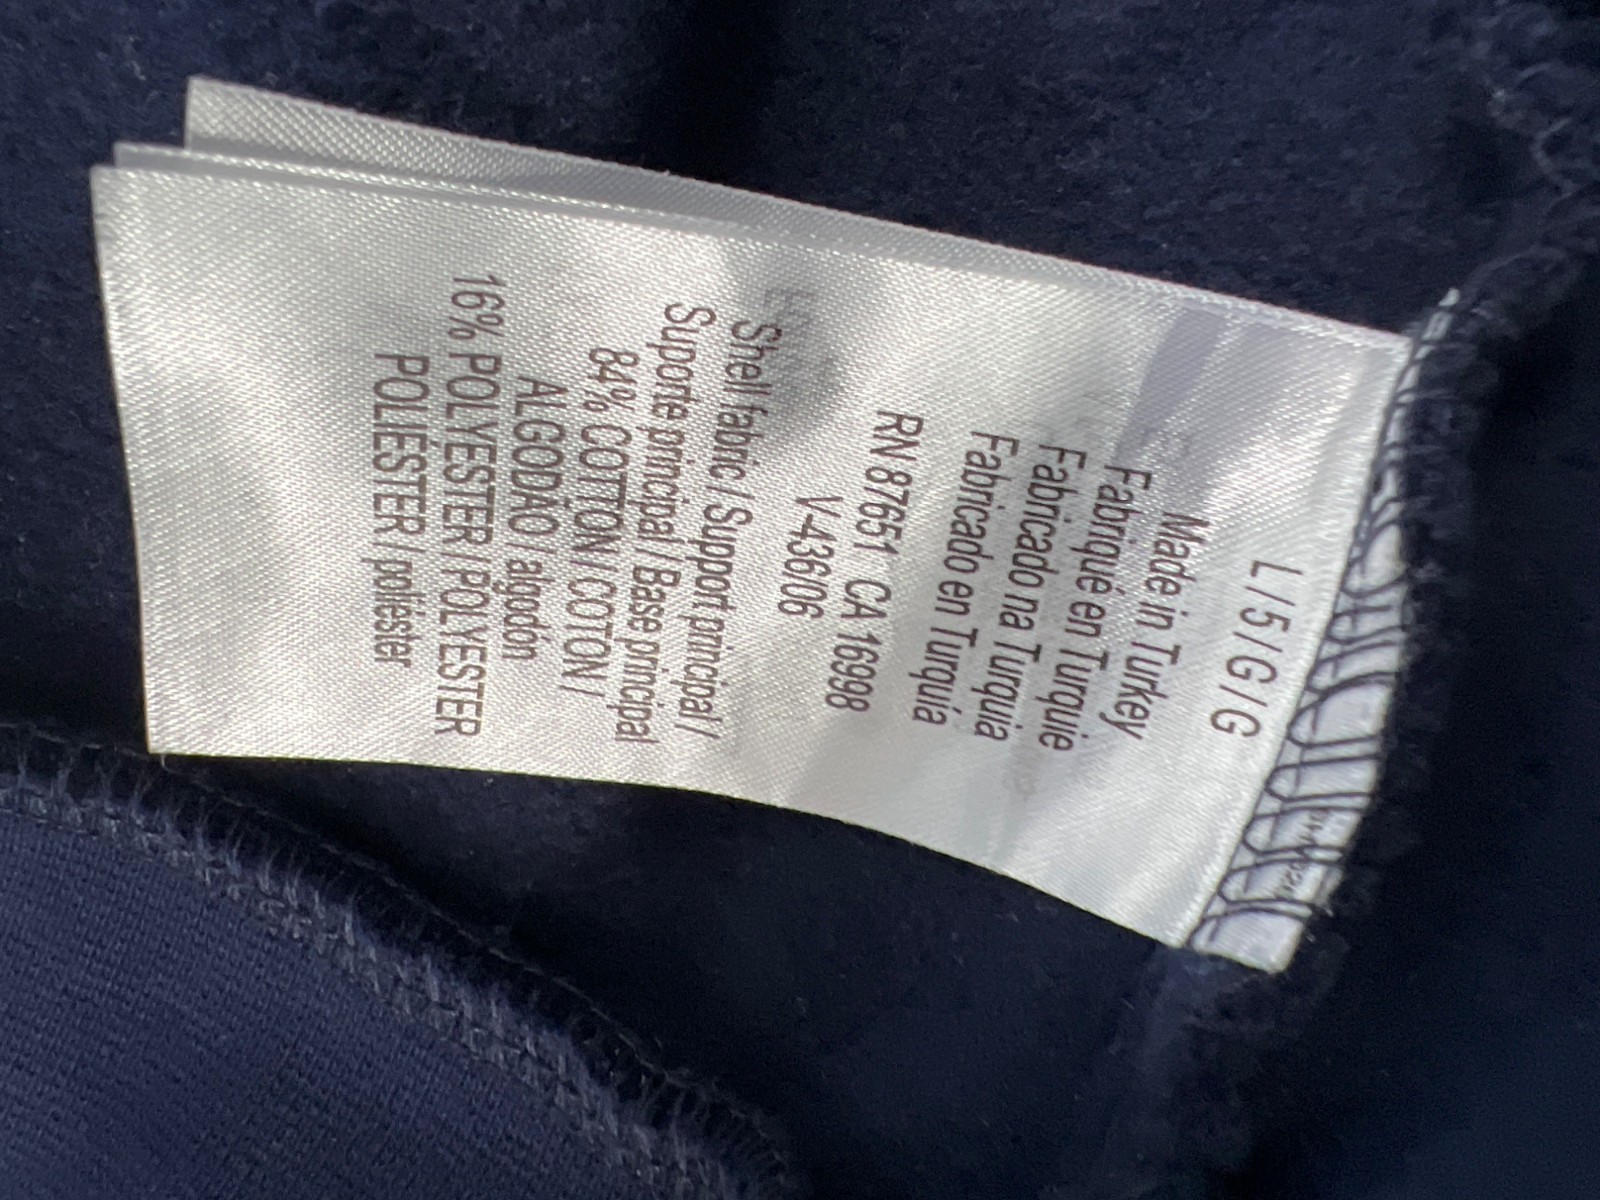 L / 5 / G / G
Made in Turkey
Fabriqué en Turquie
Fabricado na Turquia
Fabricado en Turquía
RN 87651 CA 16998
V-436/06
Shell fabric / Support principal /
Suporte principal / Base principal
84% COTTON / COTON /
ALGODÃO / algodón
16% POLYESTER / POLYESTER
POLIÉSTER / poliéster